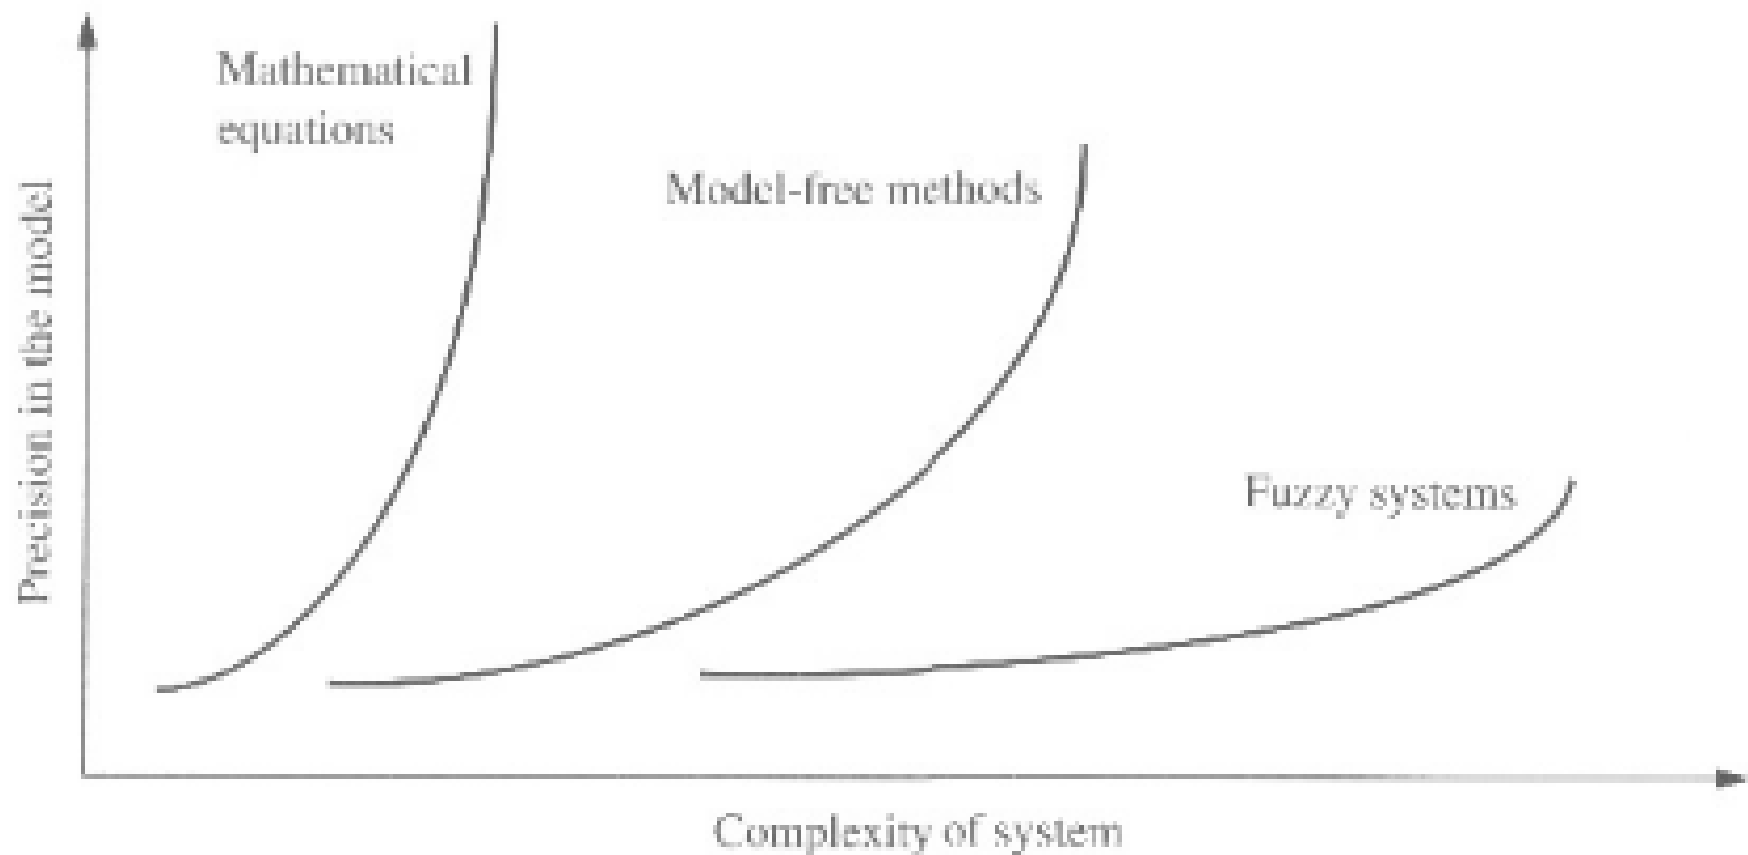 Mathematical
equations
Model-free methods
Fuzzy systems
Precision in the model
Complexity of system